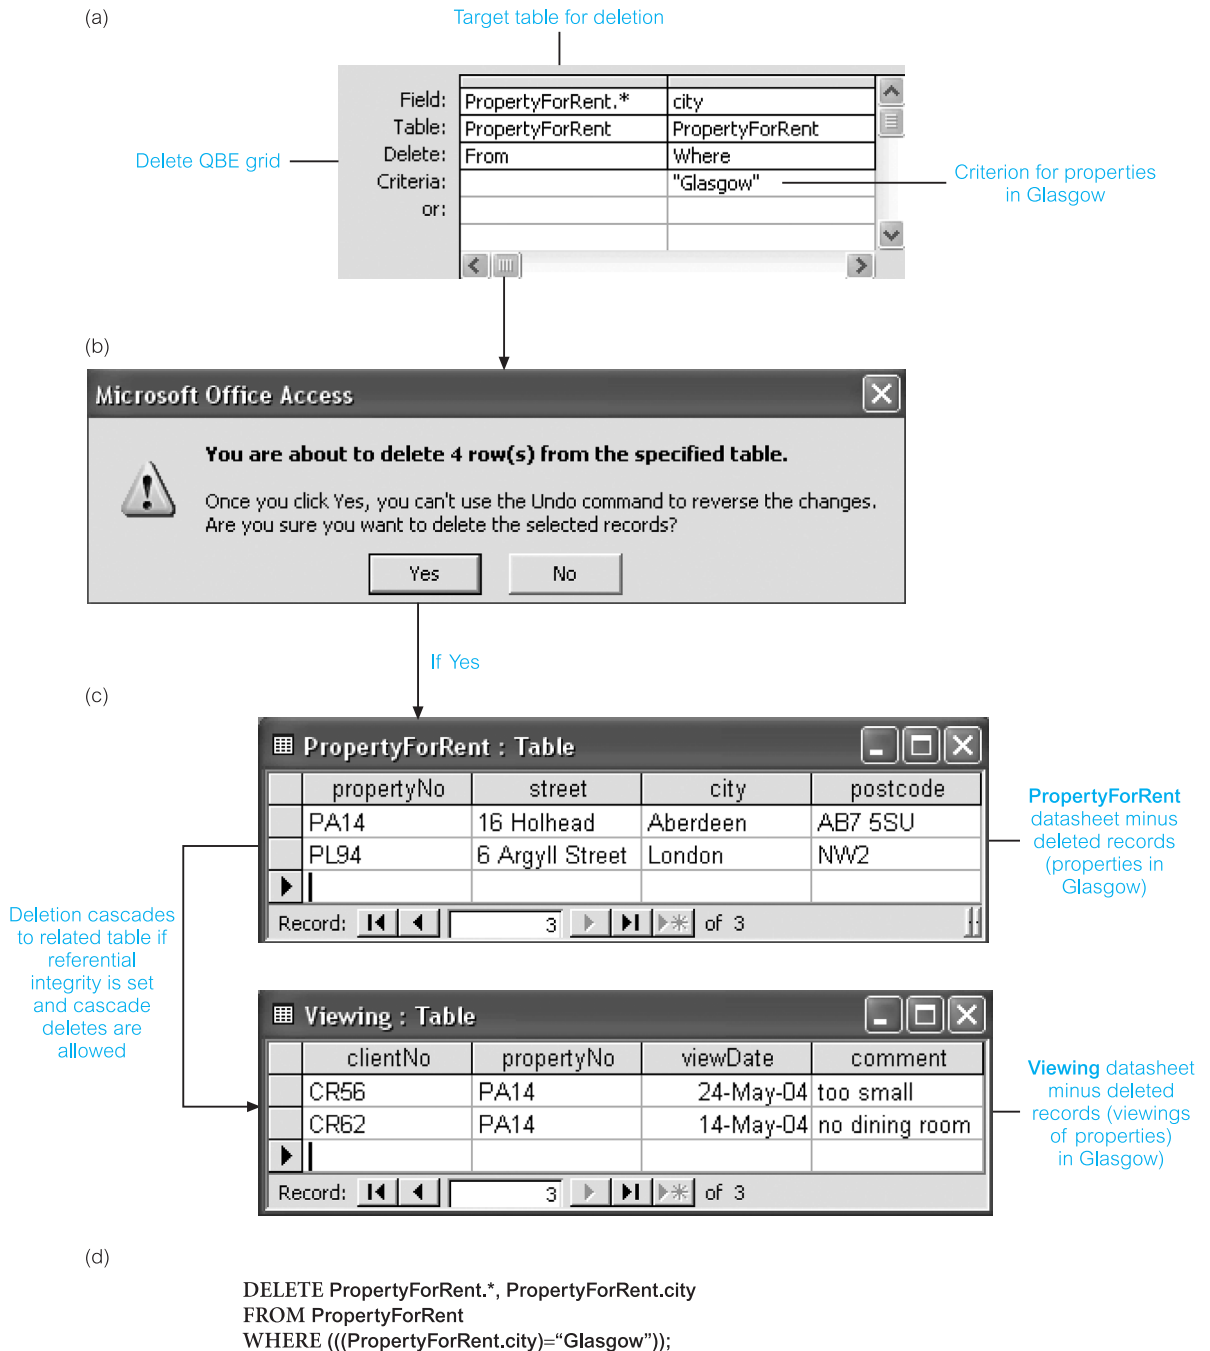 (a)
Target table for deletion
Field: PropertyForRent.* city
Table: PropertyForRent PropertyForRent
Delete QBE grid
Delete: From Where
Criteria: "Glasgow"
or:
Criterion for properties
in Glasgow
(b)
Microsoft Office Access
You are about to delete 4 row(s) from the specified table.
Once you click Yes, you can't use the Undo command to reverse the changes.
Are you sure you want to delete the selected records?
Yes No
If Yes
(c)
PropertyForRent : Table
propertyNo street city postcode
PA14 16 Holhead Aberdeen AB7 5SU
PL94 6 Argyll Street London NW2
Record: 3 of 3
PropertyForRent
datasheet minus
deleted records
(properties in
Glasgow)
Deletion cascades
to related table if
referential
integrity is set
and cascade
deletes are
allowed
Viewing : Table
clientNo propertyNo viewDate comment
CR56 PA14 24-May-04 too small
CR62 PA14 14-May-04 no dining room
Record: 3 of 3
Viewing datasheet
minus deleted
records (viewings
of properties)
in Glasgow)
(d)
DELETE PropertyForRent.*, PropertyForRent.city
FROM PropertyForRent
WHERE (((PropertyForRent.city)=“Glasgow”));